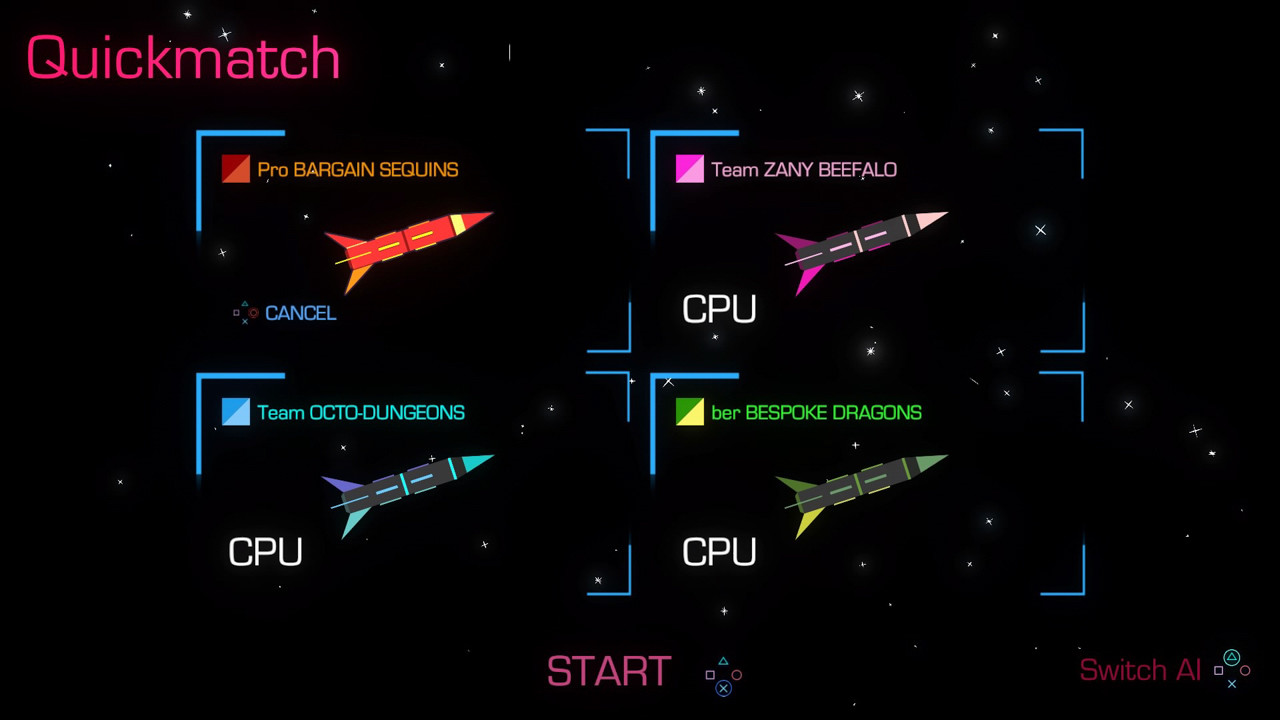 Quickmatch
Pro BARGAIN SEQUINS
Team ZANY BEEFALO
CANCEL
CPU
Team OCTO-DUNGEONS
ber BESPOKE DRAGONS
CPU
CPU
START
Switch AI